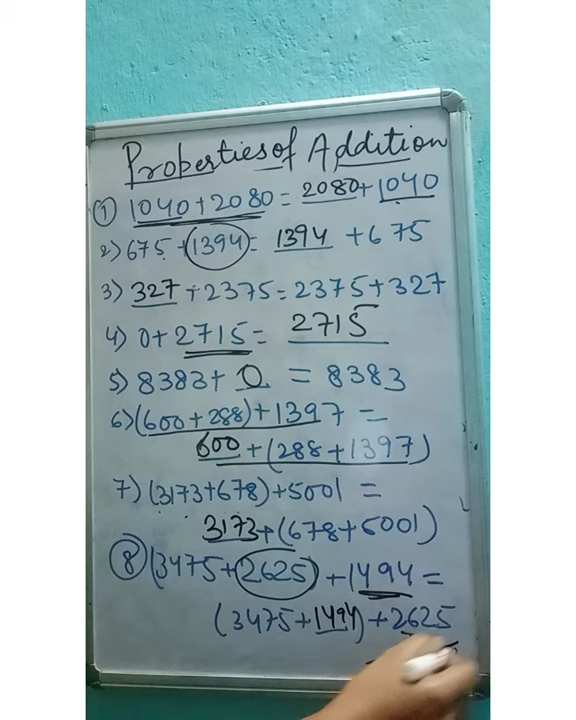 Properties of Addition
① 1040+2080 = 2080+1040
2) 675+1394= 1394 +675
3) 327+2375=2375+327
4) 0+2715= 2715
5) 8383+ 0 = 8383
6) (600+288)+1397 =
600+(288+1397)
7) (3173+678)+5001 =
3173+(678+5001)
⑧ (3475+2625)+1494=
(3475+1494)+2625